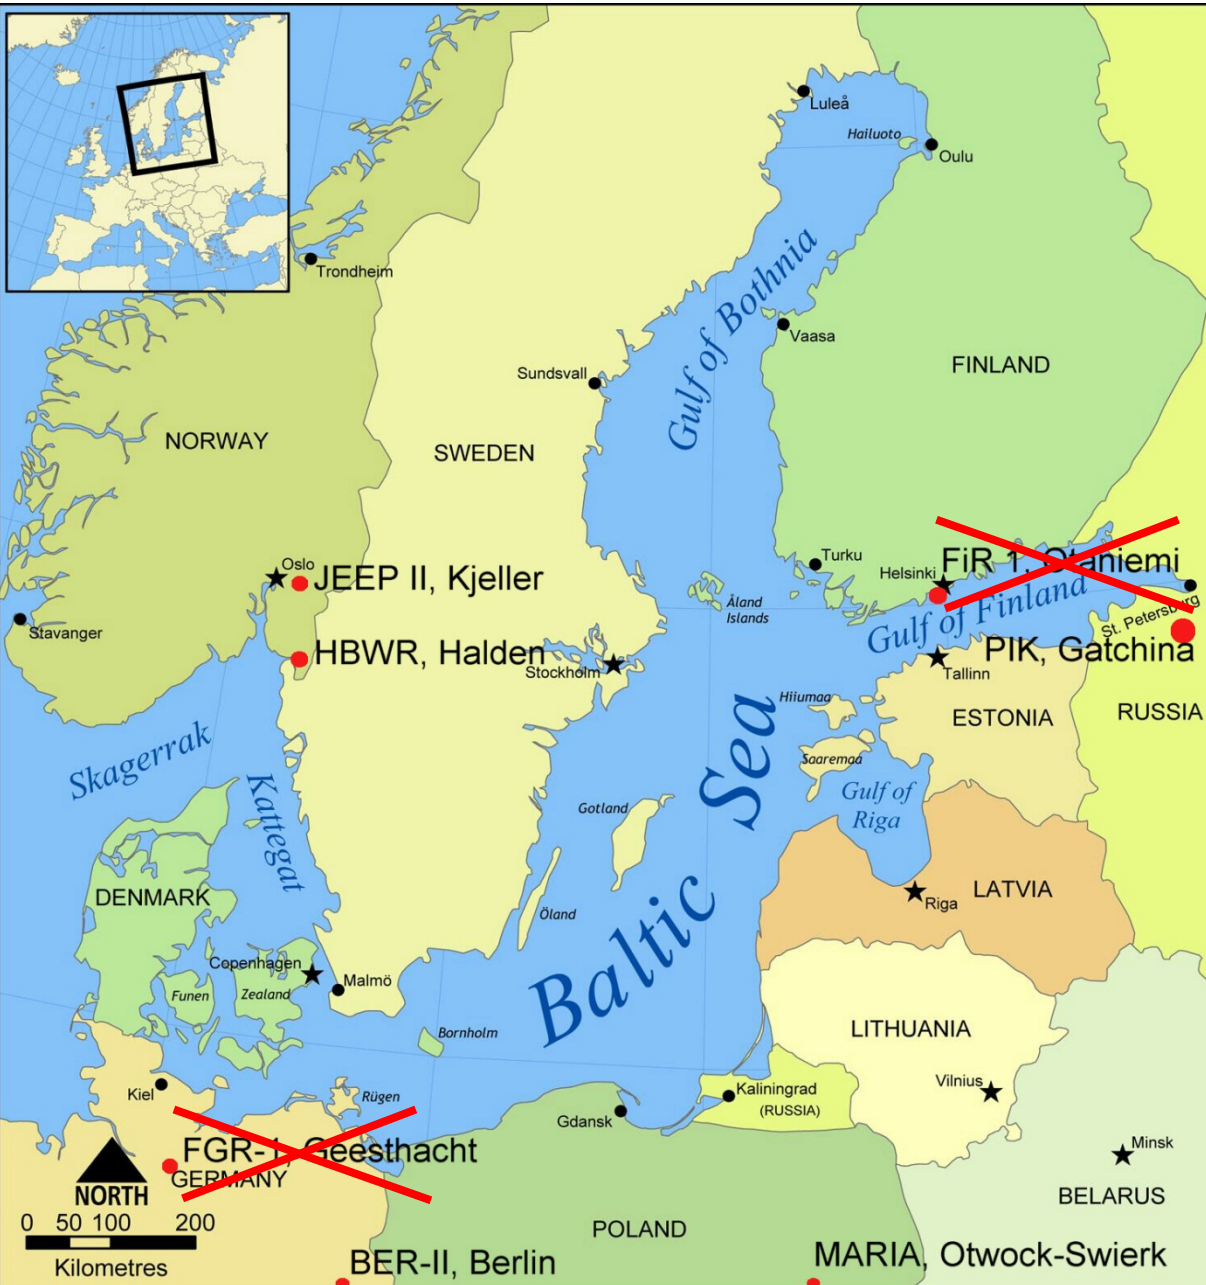 Luleå
Hailuoto
Oulu
Trondheim
Gulf of Bothnia
Vaasa
Sundsvall
FINLAND
NORWAY
SWEDEN
Turku
FiR 1, Otaniemi
Oslo
JEEP II, Kjeller
Helsinki
Åland
Islands
Gulf of Finland
St. Petersburg
Stavanger
HBWR, Halden
Stockholm
PIK, Gatchina
Tallinn
Hiiumaa
ESTONIA
RUSSIA
Skagerrak
Saaremaa
Kattegat
Gotland
Gulf of
Riga
Baltic Sea
DENMARK
LATVIA
Riga
Öland
Copenhagen
Malmö
Funen
Zealand
Bornholm
LITHUANIA
Kiel
Rügen
Kaliningrad
(RUSSIA)
Vilnius
Gdansk
FGR-1, Geesthacht
GERMANY
Minsk
NORTH
BELARUS
0 50 100 200
Kilometres
POLAND
BER-II, Berlin
MARIA, Otwock-Swierk